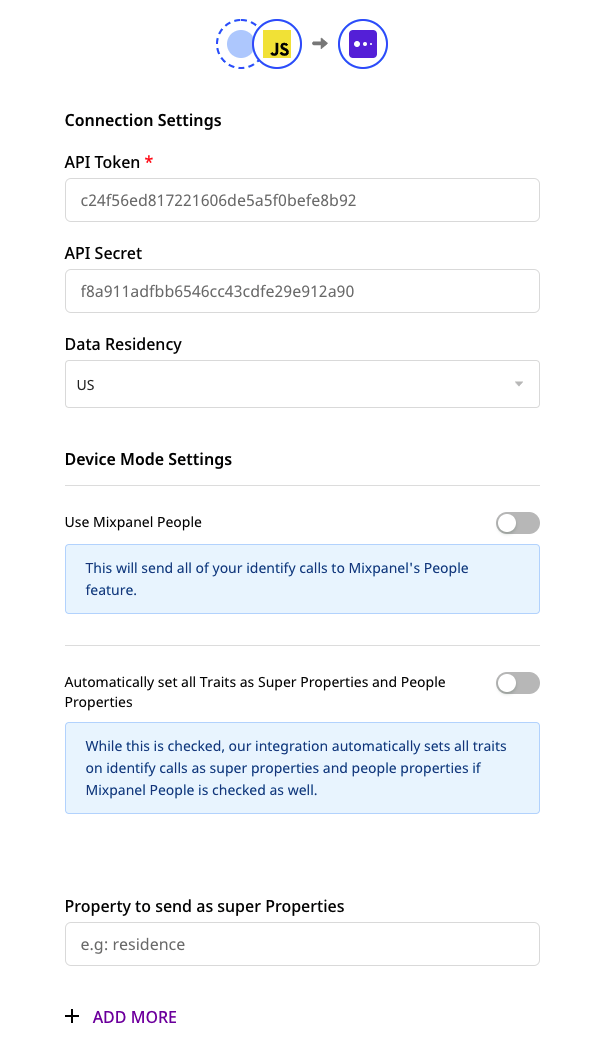 JS
Connection Settings
API Token *
c24f56ed817221606de5a5f0befe8b92
API Secret
f8a911adfbb6546cc43cdfe29e912a90
Data Residency
US
Device Mode Settings
Use Mixpanel People
This will send all of your identify calls to Mixpanel's People
feature.
Automatically set all Traits as Super Properties and People
Properties
While this is checked, our integration automatically sets all traits
on identify calls as super properties and people properties if
Mixpanel People is checked as well.
Property to send as super Properties
e.g: residence
+ ADD MORE